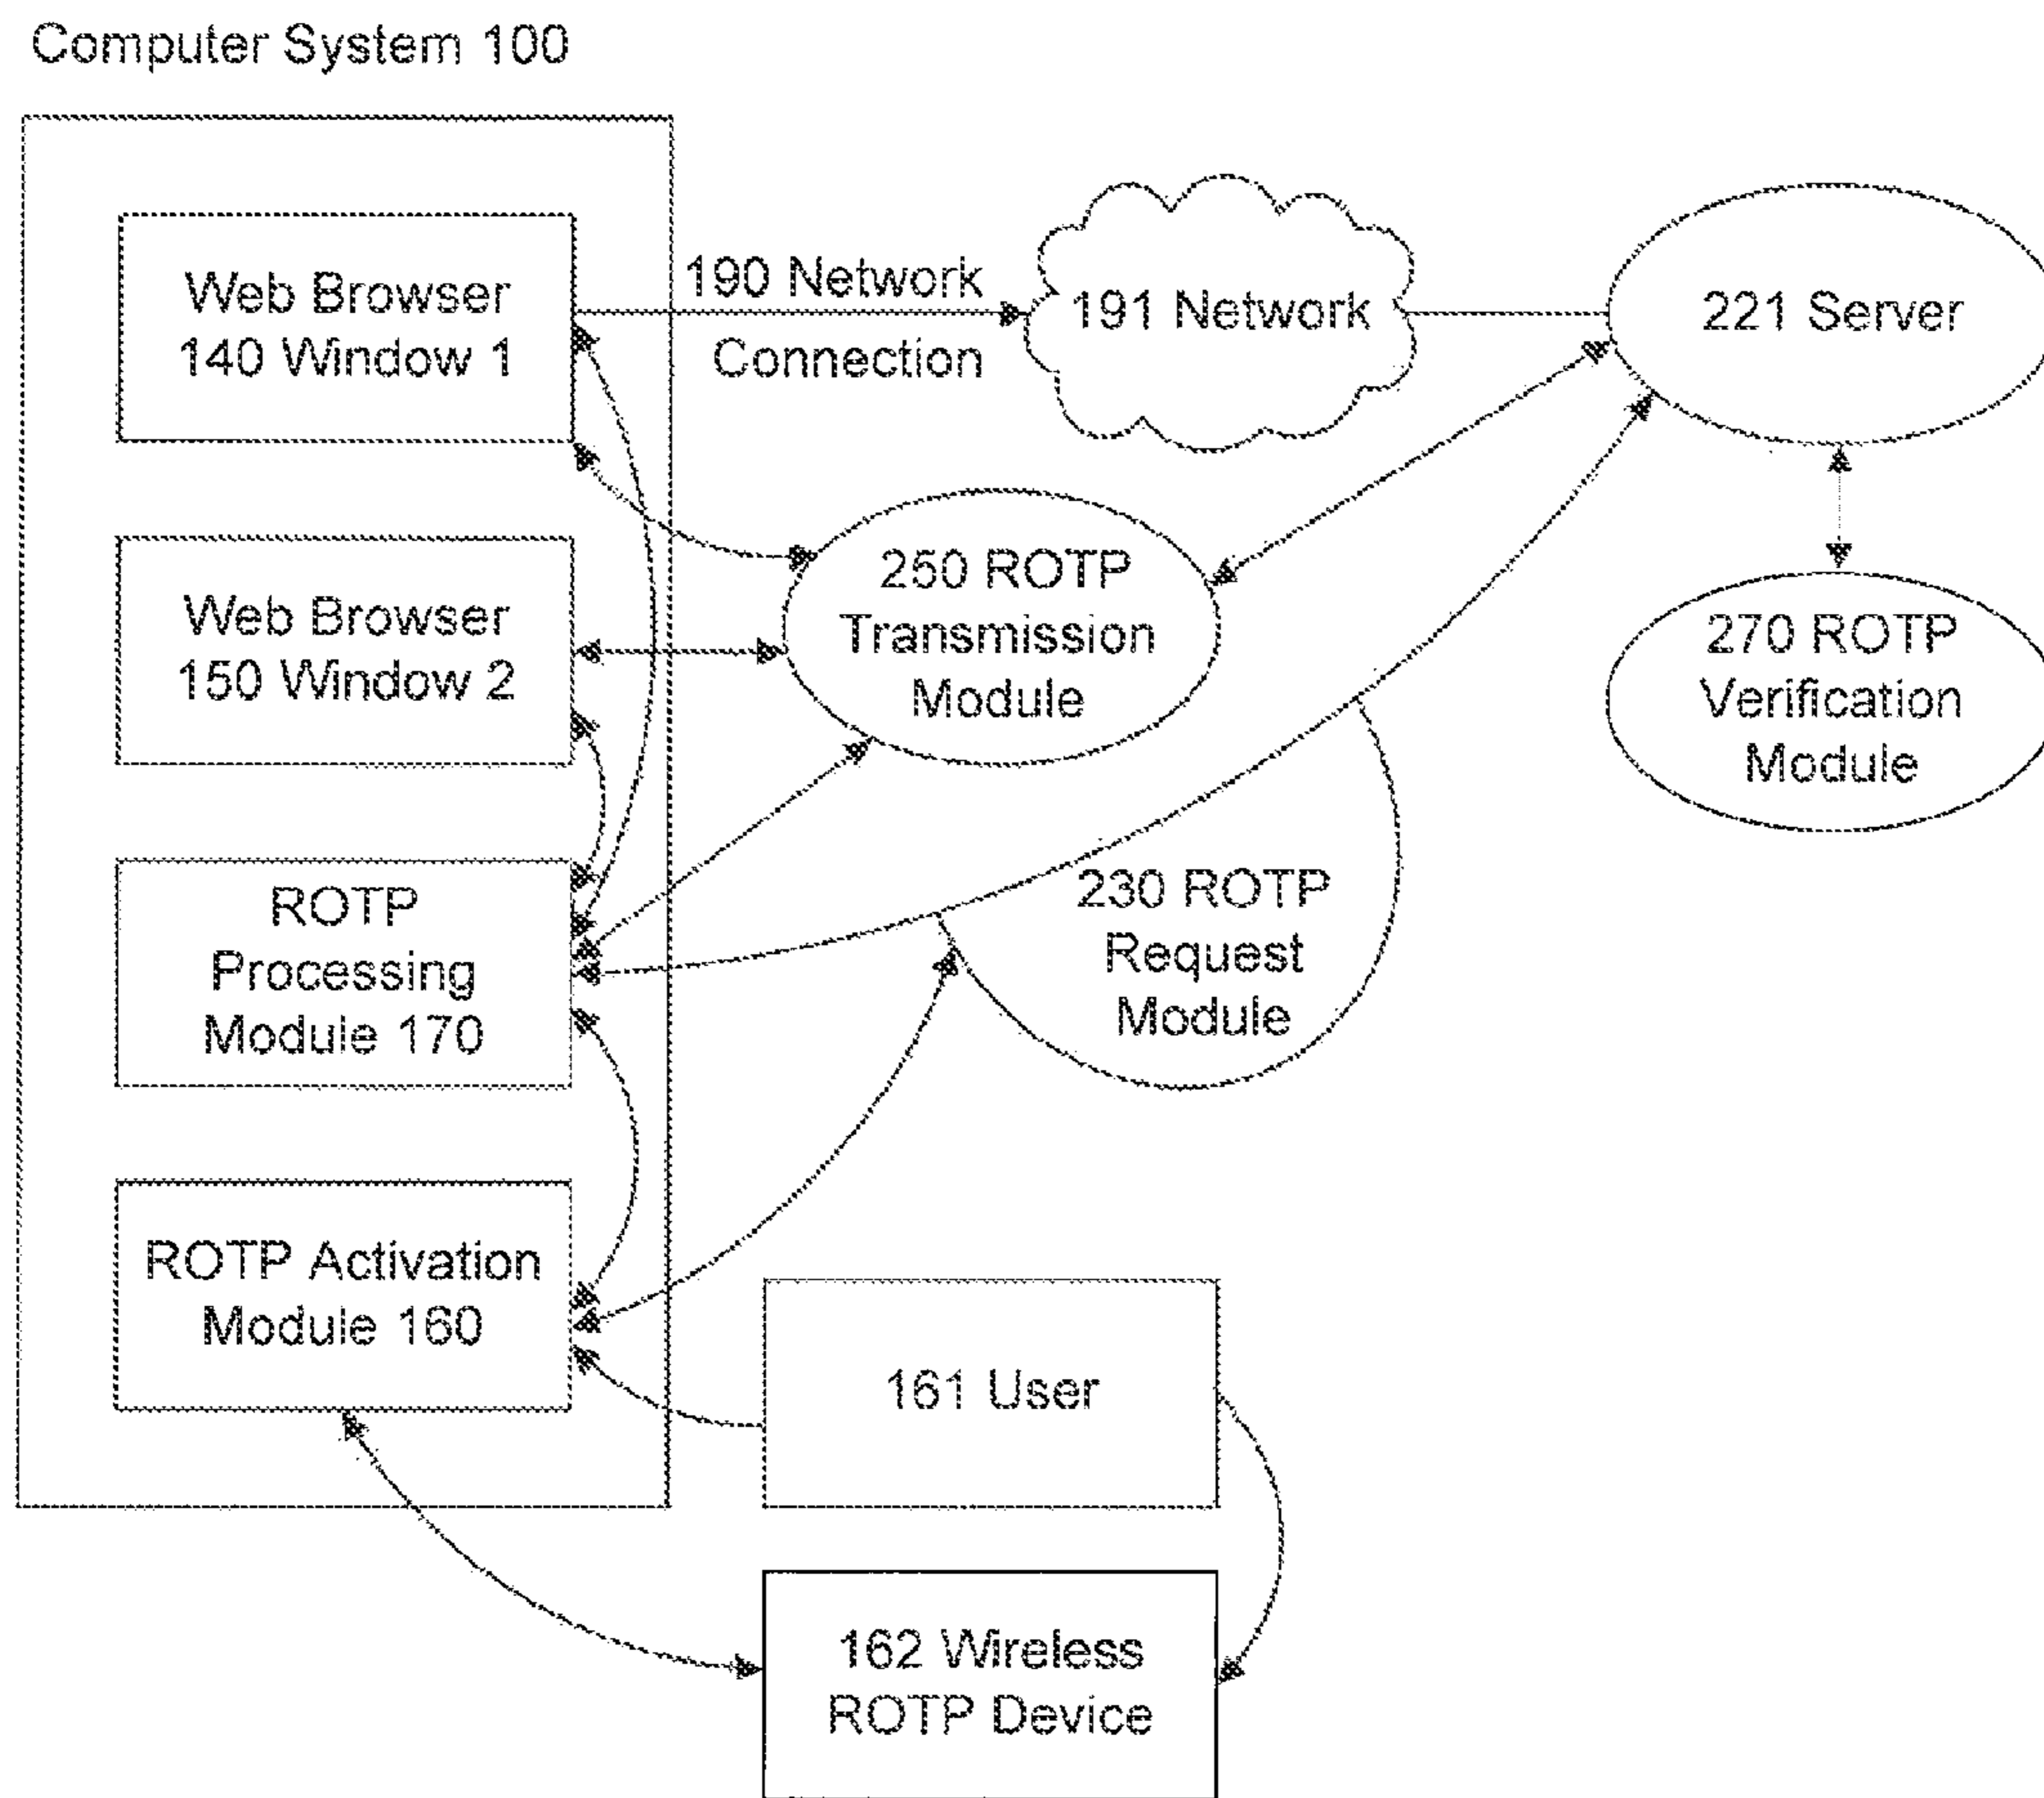 Computer System 100
Web Browser
140 Window 1
190 Network
Connection
191 Network
221 Server
Web Browser
150 Window 2
250 ROTP
Transmission
Module
270 ROTP
Verification
Module
ROTP
Processing
Module 170
230 ROTP
Request
Module
ROTP Activation
Module 160
161 User
162 Wireless
ROTP Device